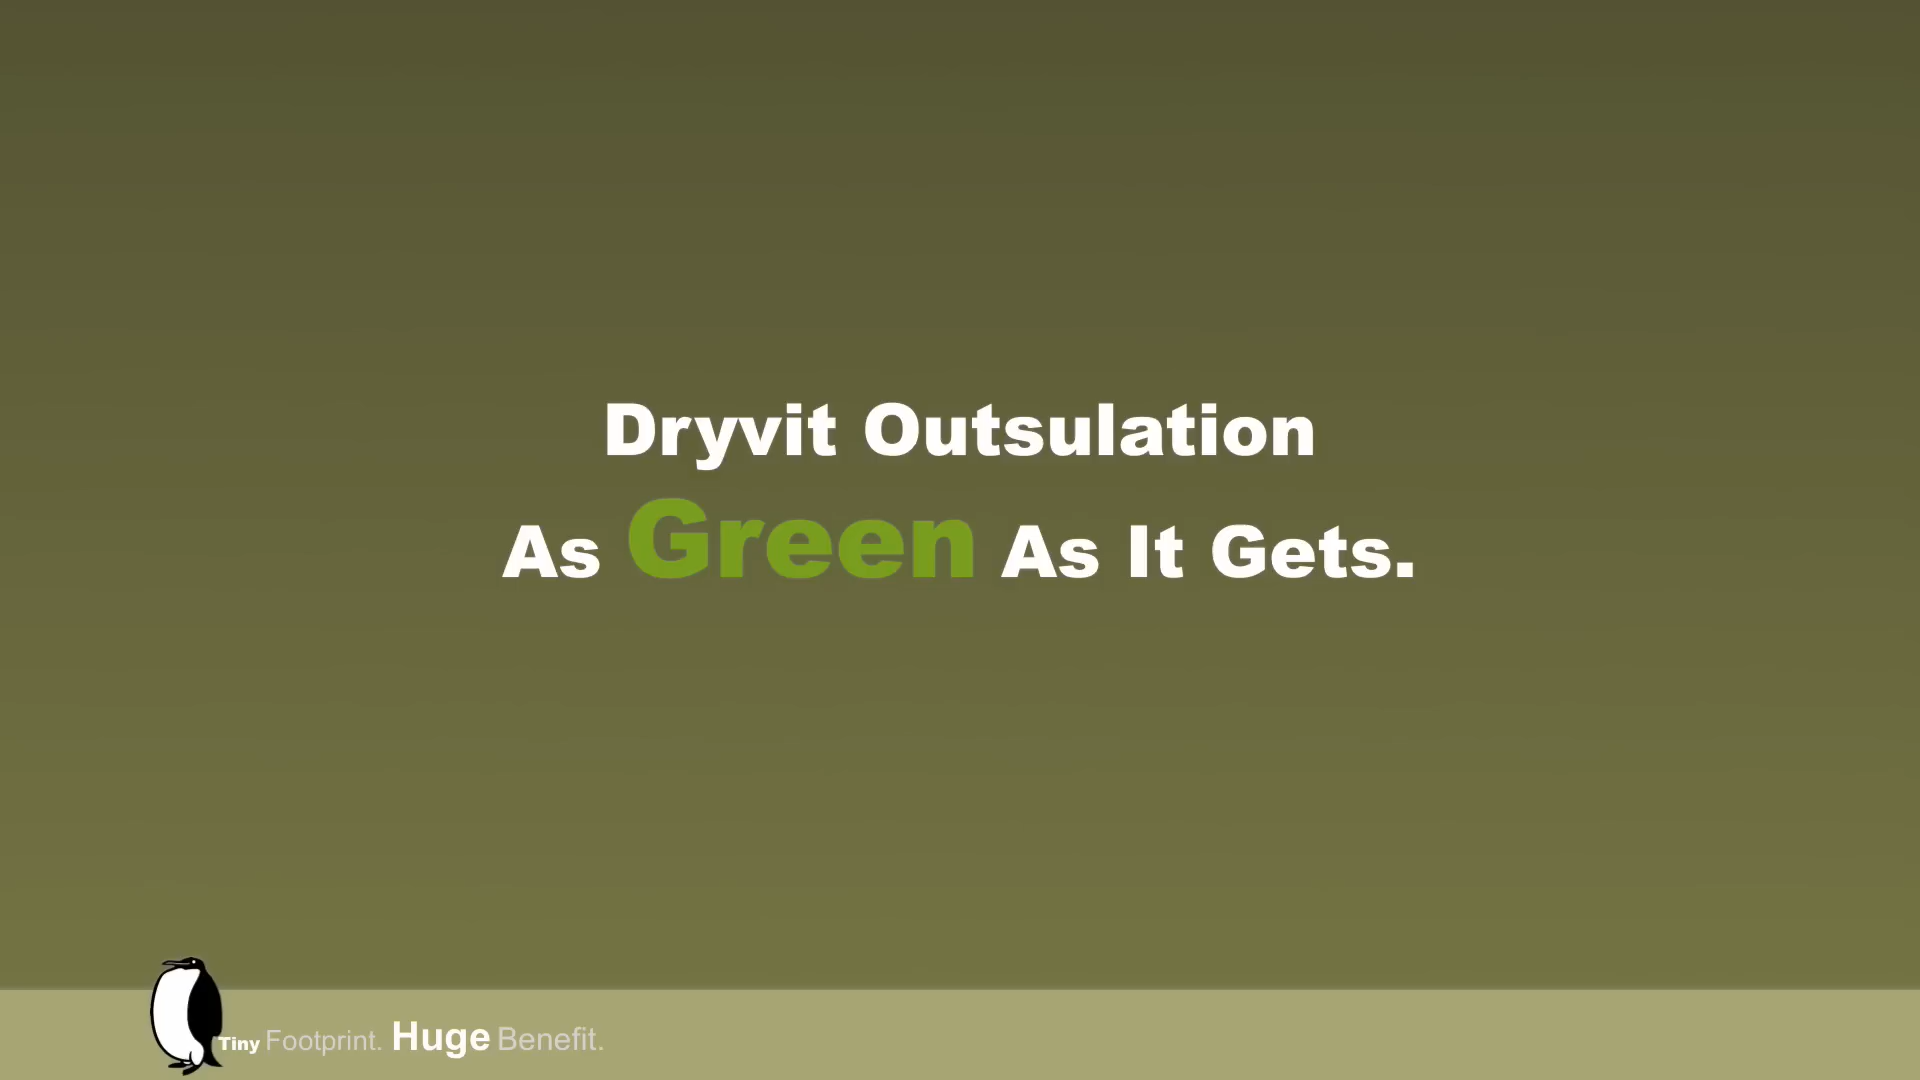 Dryvit Outsulation
As Green As It Gets.
Tiny Footprint. Huge Benefit.